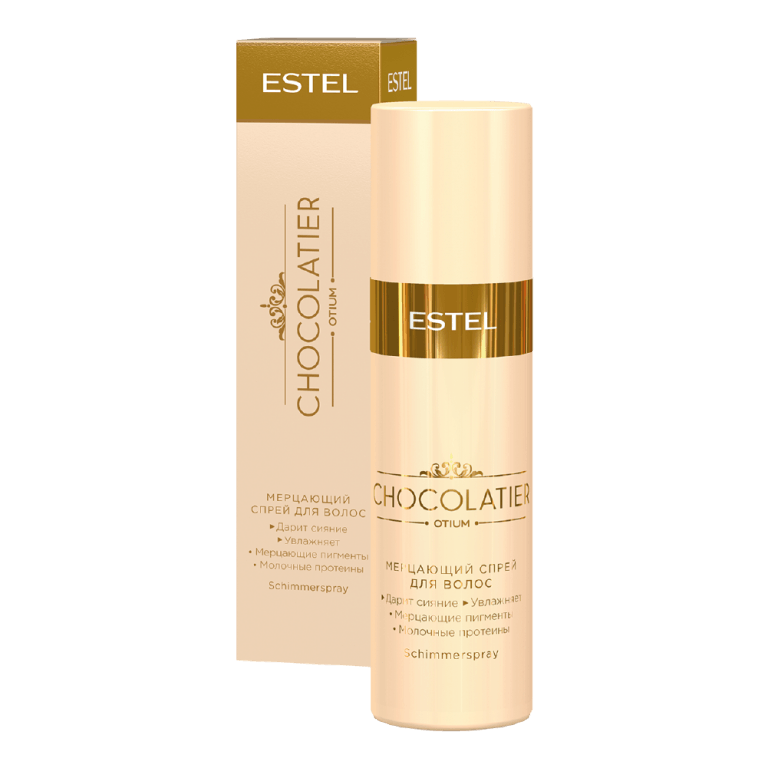 ESTEL
ESTEL
CHOCOLATIER
• OTIUM •
МЕРЦАЮЩИЙ
СПРЕЙ ДЛЯ ВОЛОС
▸Дарит сияние
▸Увлажняет
• Мерцающие пигменты
• Молочные протеины
Schimmerspray
ESTEL
CHOCOLATIER
• OTIUM •
МЕРЦАЮЩИЙ СПРЕЙ
ДЛЯ ВОЛОС
▸Дарит сияние ▸Увлажняет
• Мерцающие пигменты
• Молочные протеины
Schimmerspray